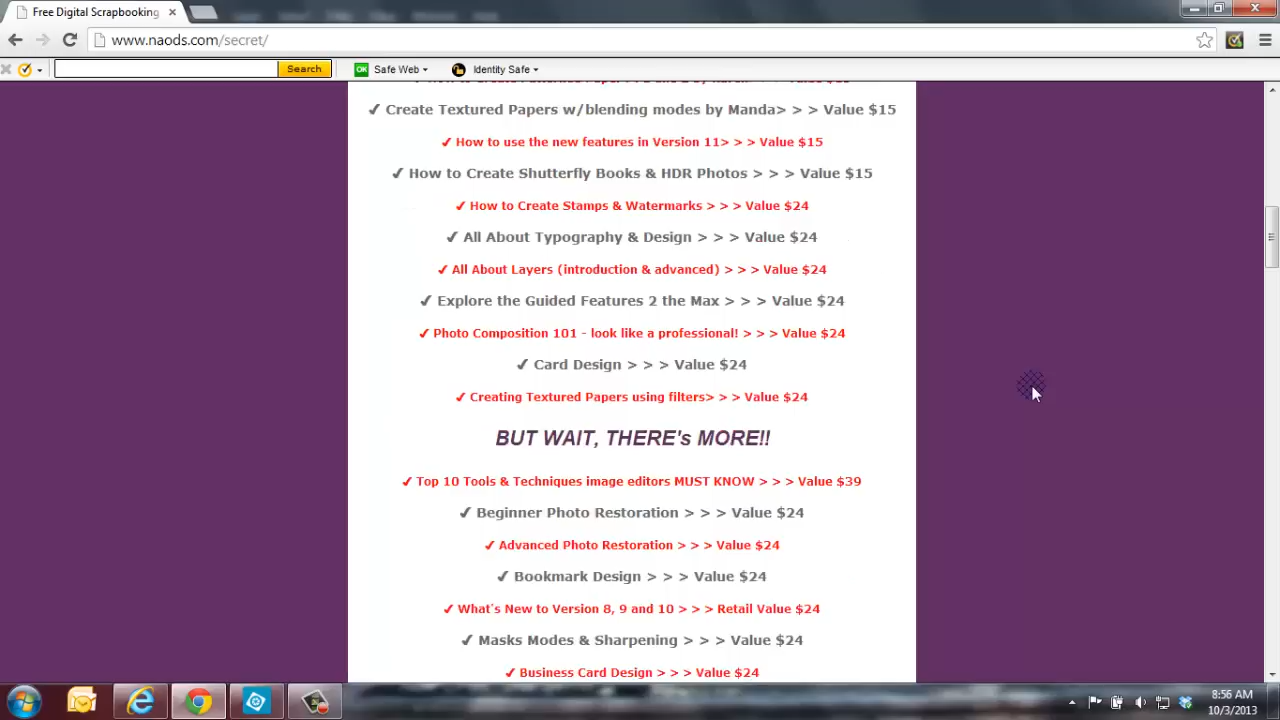 Free Digital Scrapbooking
www.naods.com/secret/
Search
OK Safe Web
Identity Safe
✔ Create Textured Papers w/blending modes by Manda> > > Value $15
✔ How to use the new features in Version 11> > > Value $15
✔ How to Create Shutterfly Books & HDR Photos > > > Value $15
✔ How to Create Stamps & Watermarks > > > Value $24
✔ All About Typography & Design > > > Value $24
✔ All About Layers (introduction & advanced) > > > Value $24
✔ Explore the Guided Features 2 the Max > > > Value $24
✔ Photo Composition 101 - look like a professional! > > > Value $24
✔ Card Design > > > Value $24
✔ Creating Textured Papers using filters> > > Value $24
BUT WAIT, THERE's MORE!!
✔ Top 10 Tools & Techniques image editors MUST KNOW > > > Value $39
✔ Beginner Photo Restoration > > > Value $24
✔ Advanced Photo Restoration > > > Value $24
✔ Bookmark Design > > > Value $24
✔ What's New to Version 8, 9 and 10 > > > Retail Value $24
✔ Masks Modes & Sharpening > > > Value $24
✔ Business Card Design > > > Value $24
8:56 AM
10/3/2013